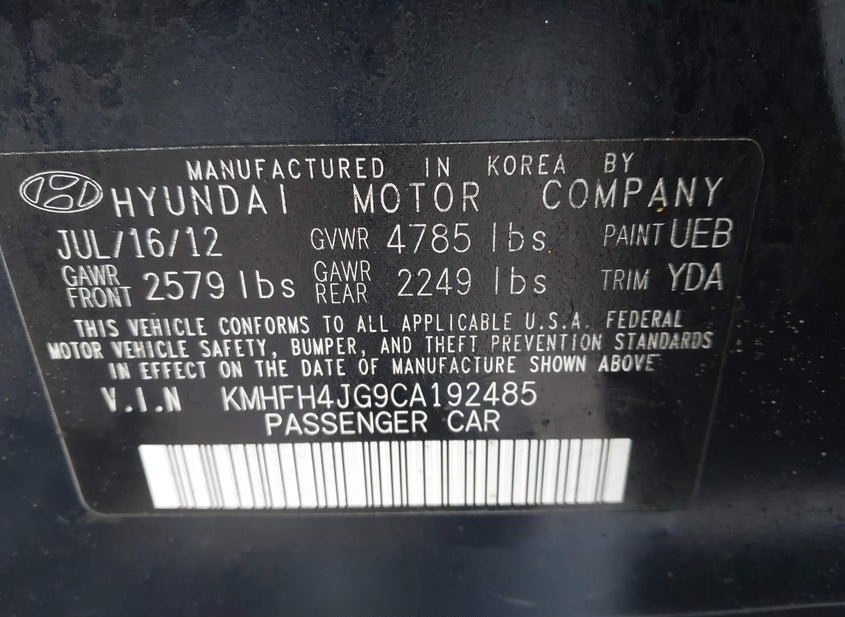 MANUFACTURED IN KOREA BY
HYUNDAI MOTOR COMPANY
JUL/16/12 GVWR 4785 lbs PAINT UEB
GAWR FRONT 2579 lbs GAWR REAR 2249 lbs TRIM YDA
THIS VEHICLE CONFORMS TO ALL APPLICABLE U.S.A. FEDERAL
MOTOR VEHICLE SAFETY, BUMPER, AND THEFT PREVENTION STANDARDS
IN EFFECT ON THE DATE OF MANUFACTURE SHOWN ABOVE.
V.I.N KMHFH4JG9CA192485
PASSENGER CAR